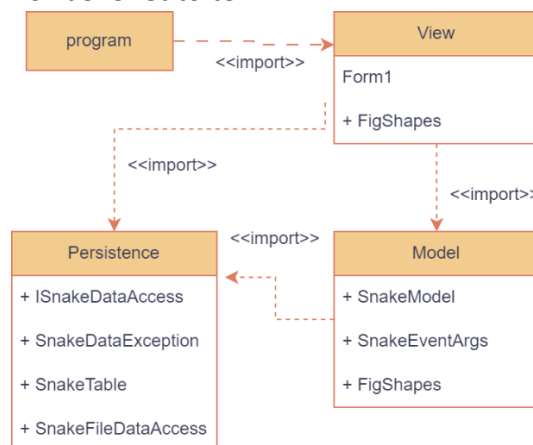 program
View
<<import>>
Form1
+ FigShapes
<<import>>
<<import>>
Persistence
<<import>>
Model
+ ISnakeDataAccess
+ SnakeModel
+ SnakeDataException
+ SnakeEventArgs
+ SnakeTable
+ FigShapes
+ SnakeFileDataAccess